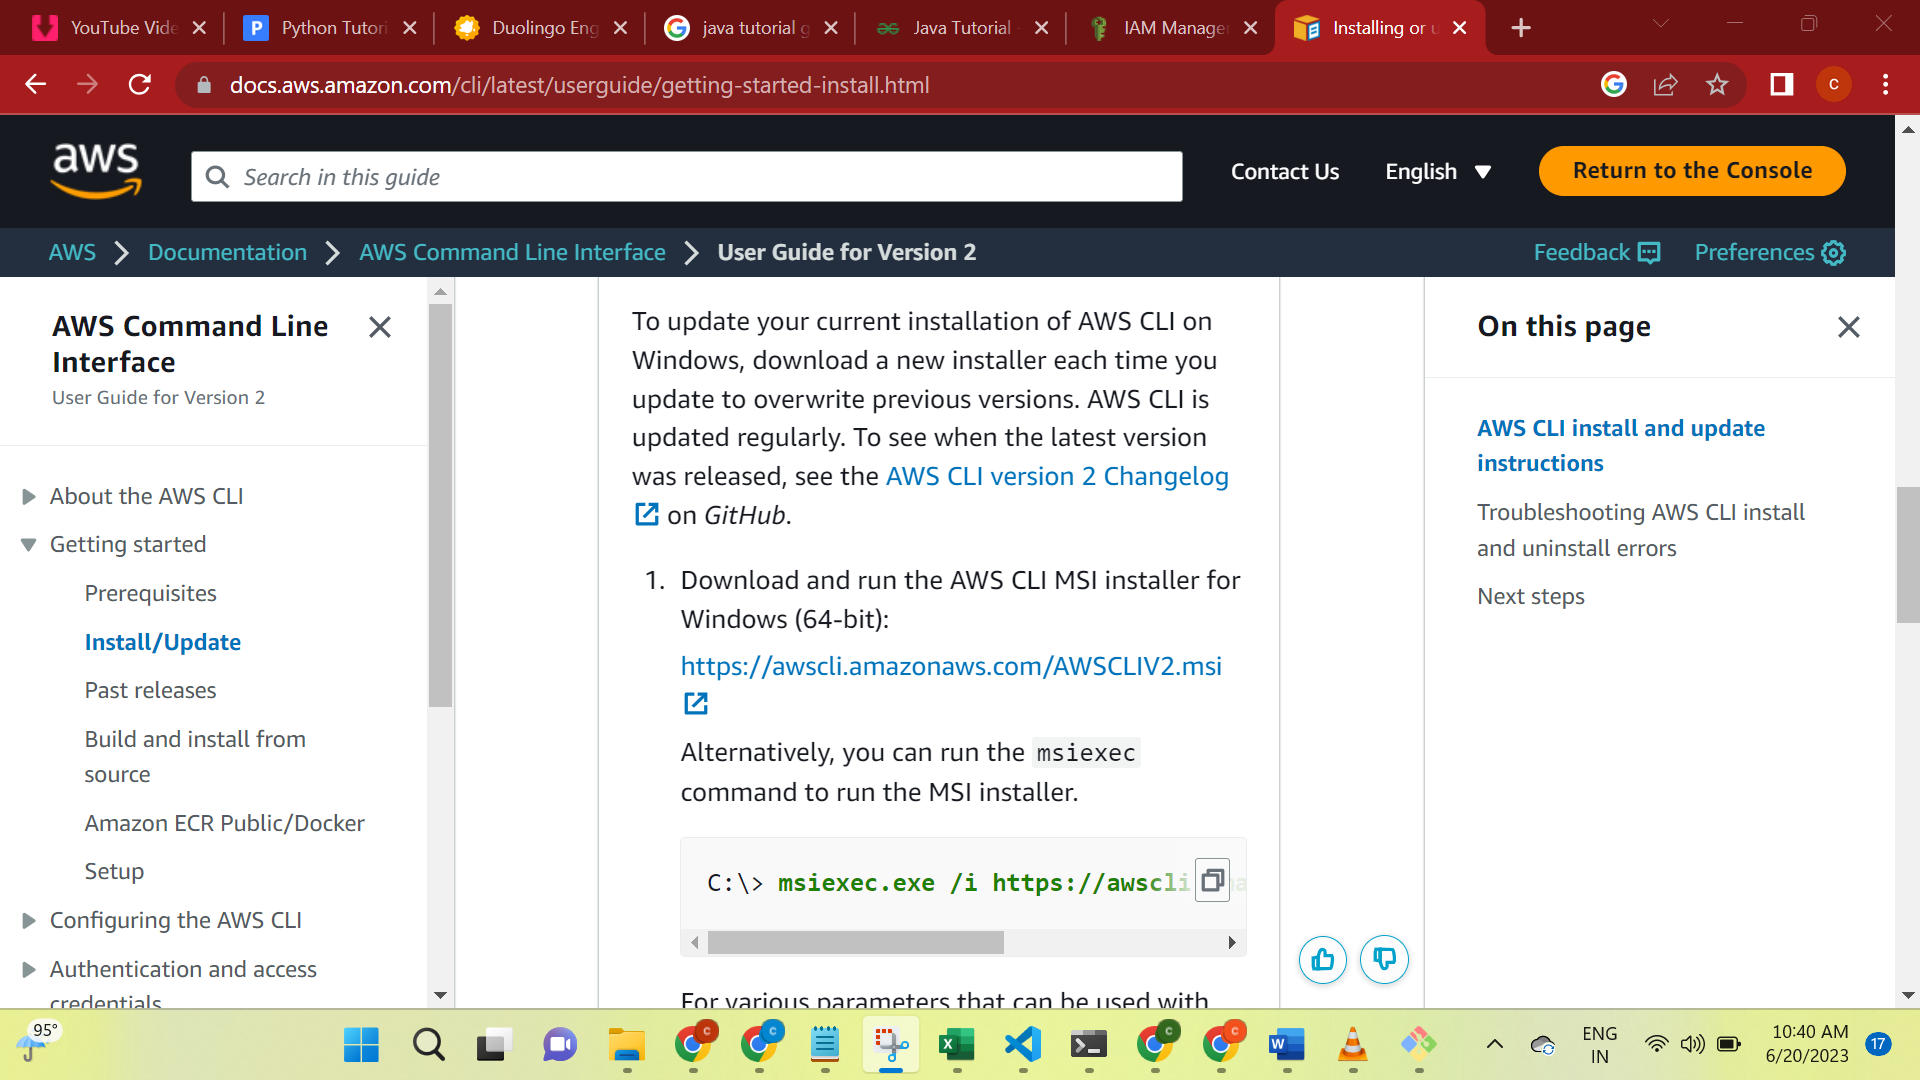 YouTube Vide
Python Tutori
Duolingo Eng
java tutorial g
Java Tutorial
IAM Manager
Installing or u
docs.aws.amazon.com/cli/latest/userguide/getting-started-install.html
C
aws
Search in this guide
Contact Us
English
Return to the Console
AWS
Documentation
AWS Command Line Interface
User Guide for Version 2
Feedback
Preferences
AWS Command Line
Interface
User Guide for Version 2
About the AWS CLI
Getting started
Prerequisites
Install/Update
Past releases
Build and install from
source
Amazon ECR Public/Docker
Setup
Configuring the AWS CLI
Authentication and access
credentials
To update your current installation of AWS CLI on
Windows, download a new installer each time you
update to overwrite previous versions. AWS CLI is
updated regularly. To see when the latest version
was released, see the AWS CLI version 2 Changelog
on GitHub.
1. Download and run the AWS CLI MSI installer for
Windows (64-bit):
https://awscli.amazonaws.com/AWSCLIV2.msi
Alternatively, you can run the msiexec
command to run the MSI installer.
C:\> msiexec.exe /i https://awscli
For various parameters that can be used with
On this page
AWS CLI install and update
instructions
Troubleshooting AWS CLI install
and uninstall errors
Next steps
95°
ENG
IN
10:40 AM
6/20/2023
17